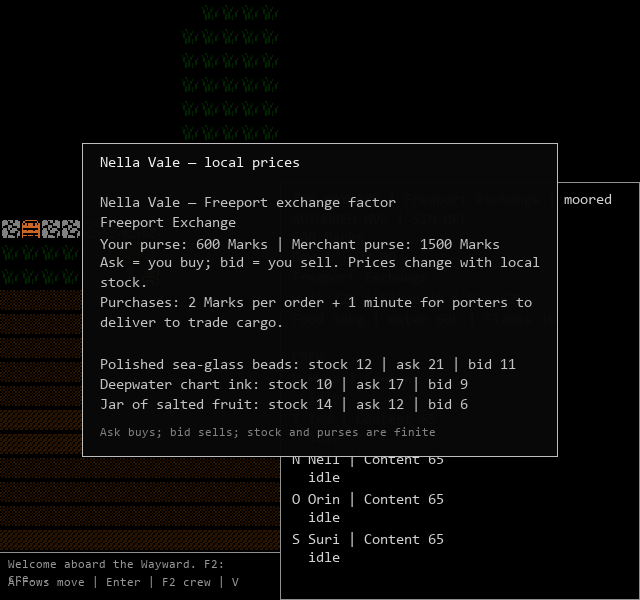 Nella Vale — local prices
moored
Nella Vale — Freeport exchange factor
Freeport Exchange
Your purse: 600 Marks | Merchant purse: 1500 Marks
Ask = you buy; bid = you sell. Prices change with local
stock.
Purchases: 2 Marks per order + 1 minute for porters to
deliver to trade cargo.
Polished sea-glass beads: stock 12 | ask 21 | bid 11
Deepwater chart ink: stock 10 | ask 17 | bid 9
Jar of salted fruit: stock 14 | ask 12 | bid 6
Ask buys; bid sells; stock and purses are finite
N Nell | Content 65
idle
O Orin | Content 65
idle
S Suri | Content 65
idle
Welcome aboard the Wayward. F2:
Arrows move | Enter | F2 crew | V